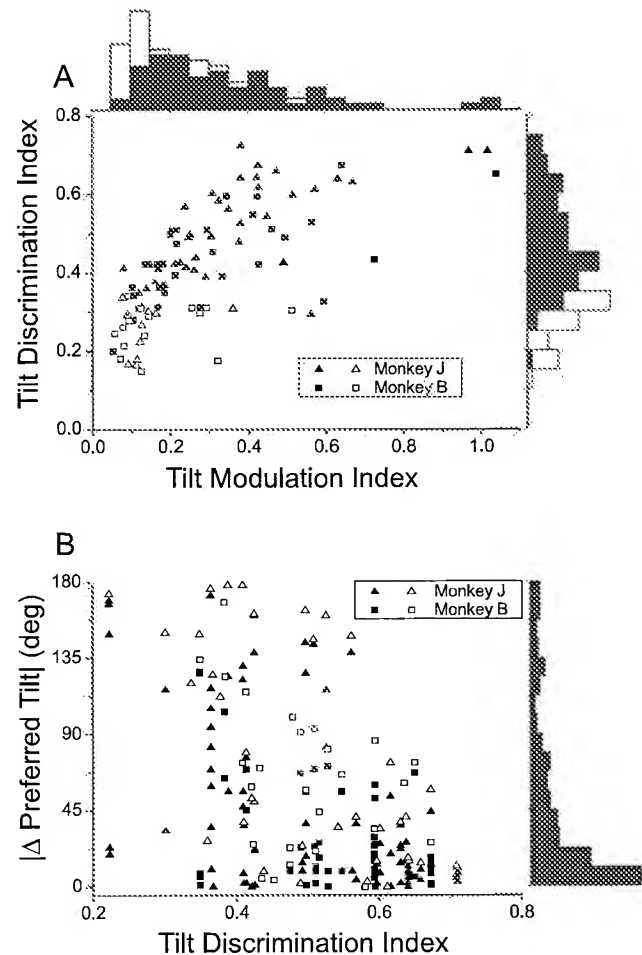 A
Tilt Discrimination Index
0.8
0.6
0.4
0.2
0.0
▲ △ Monkey J
■ □ Monkey B
0.0 0.2 0.4 0.6 0.8 1.0
Tilt Modulation Index
B
|Δ Preferred Tilt| (deg)
180
135
90
45
0
▲ △ Monkey J
■ □ Monkey B
0.2 0.4 0.6 0.8
Tilt Discrimination Index